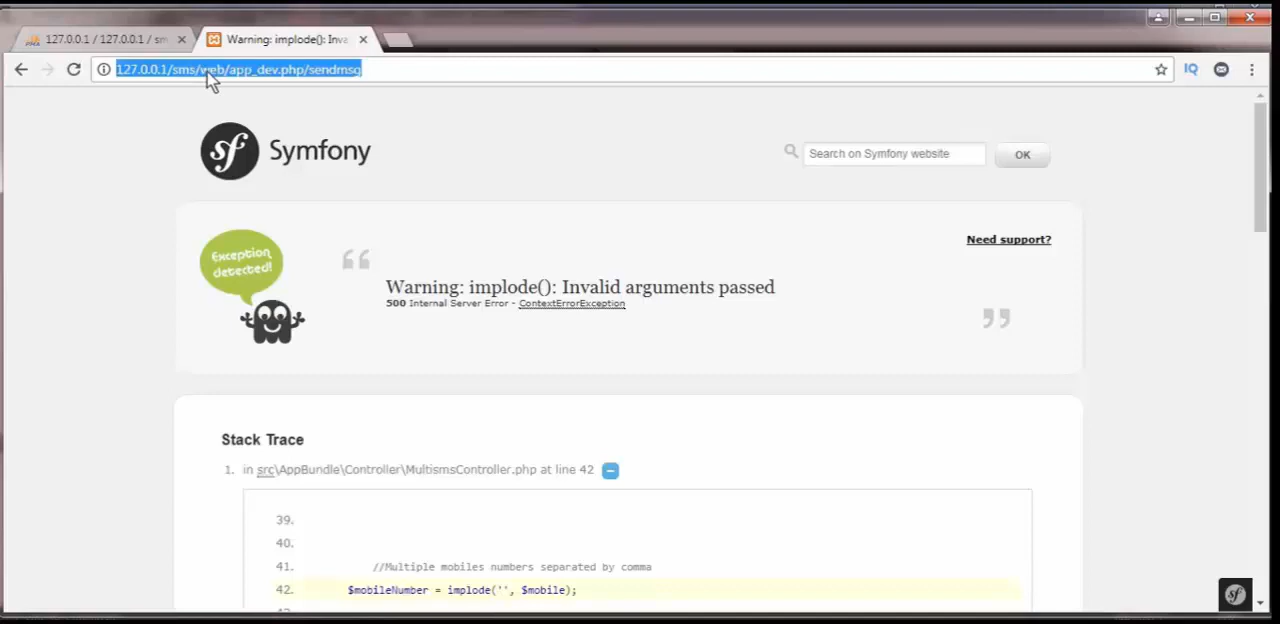 127.0.0.1 / 127.0.0.1 / sm
Warning: implode(): Inva
127.0.0.1/sms/web/app_dev.php/sendmsg
IQ
sf Symfony
Search on Symfony website
OK
Need support?
Exception
detected!
“
Warning: implode(): Invalid arguments passed
500 Internal Server Error - ContextErrorException
”
Stack Trace
1. in src\AppBundle\Controller\MultismsController.php at line 42
39.
40.
41. //Multiple mobiles numbers separated by comma
42. $mobileNumber = implode('', $mobile);
sf